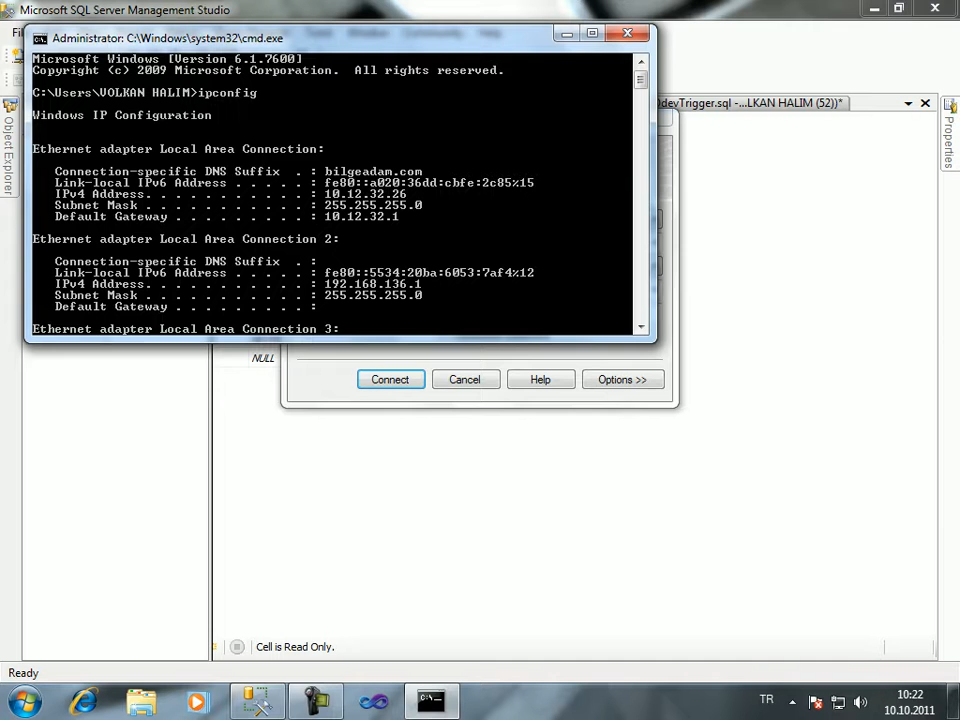 Microsoft SQL Server Management Studio
Administrator: C:\Windows\system32\cmd.exe
Microsoft Windows [Version 6.1.7600]
Copyright (c) 2009 Microsoft Corporation.  All rights reserved.
C:\Users\VOLKAN HALIM>ipconfig
Windows IP Configuration
Ethernet adapter Local Area Connection:
Connection-specific DNS Suffix  . : bilgeadam.com
Link-local IPv6 Address . . . . . : fe80::a020:36dd:cbfe:2c85%15
IPv4 Address. . . . . . . . . . . : 10.12.32.26
Subnet Mask . . . . . . . . . . . : 255.255.255.0
Default Gateway . . . . . . . . . : 10.12.32.1
Ethernet adapter Local Area Connection 2:
Connection-specific DNS Suffix  . :
Link-local IPv6 Address . . . . . : fe80::5534:20ba:6053:7af4%12
IPv4 Address. . . . . . . . . . . : 192.168.136.1
Subnet Mask . . . . . . . . . . . : 255.255.255.0
Default Gateway . . . . . . . . . :
Ethernet adapter Local Area Connection 3:
devTrigger.sql -...LKAN HALIM (52))*
Object Explorer
Properties
NULL
Connect
Cancel
Help
Options >>
Cell is Read Only.
Ready
TR
10:22
10.10.2011